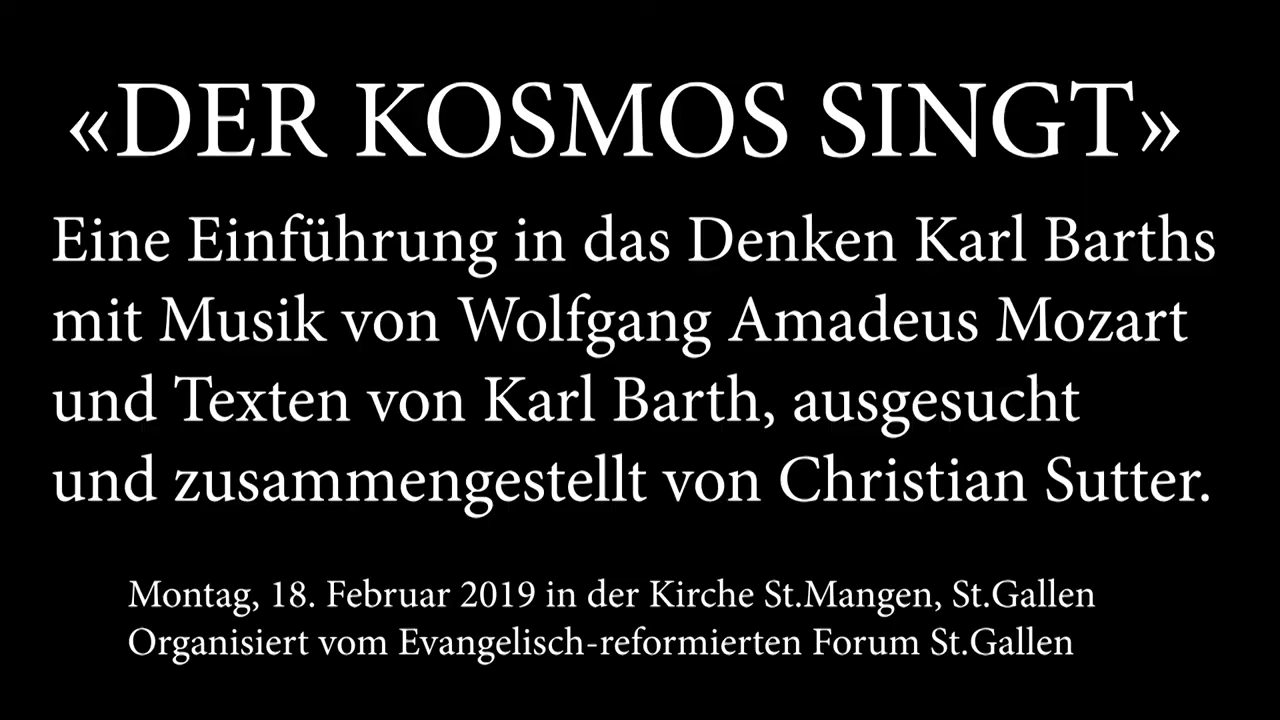 «DER KOSMOS SINGT»
Eine Einführung in das Denken Karl Barths
mit Musik von Wolfgang Amadeus Mozart
und Texten von Karl Barth, ausgesucht
und zusammengestellt von Christian Sutter.
Montag, 18. Februar 2019 in der Kirche St.Mangen, St.Gallen
Organisiert vom Evangelisch-reformierten Forum St.Gallen